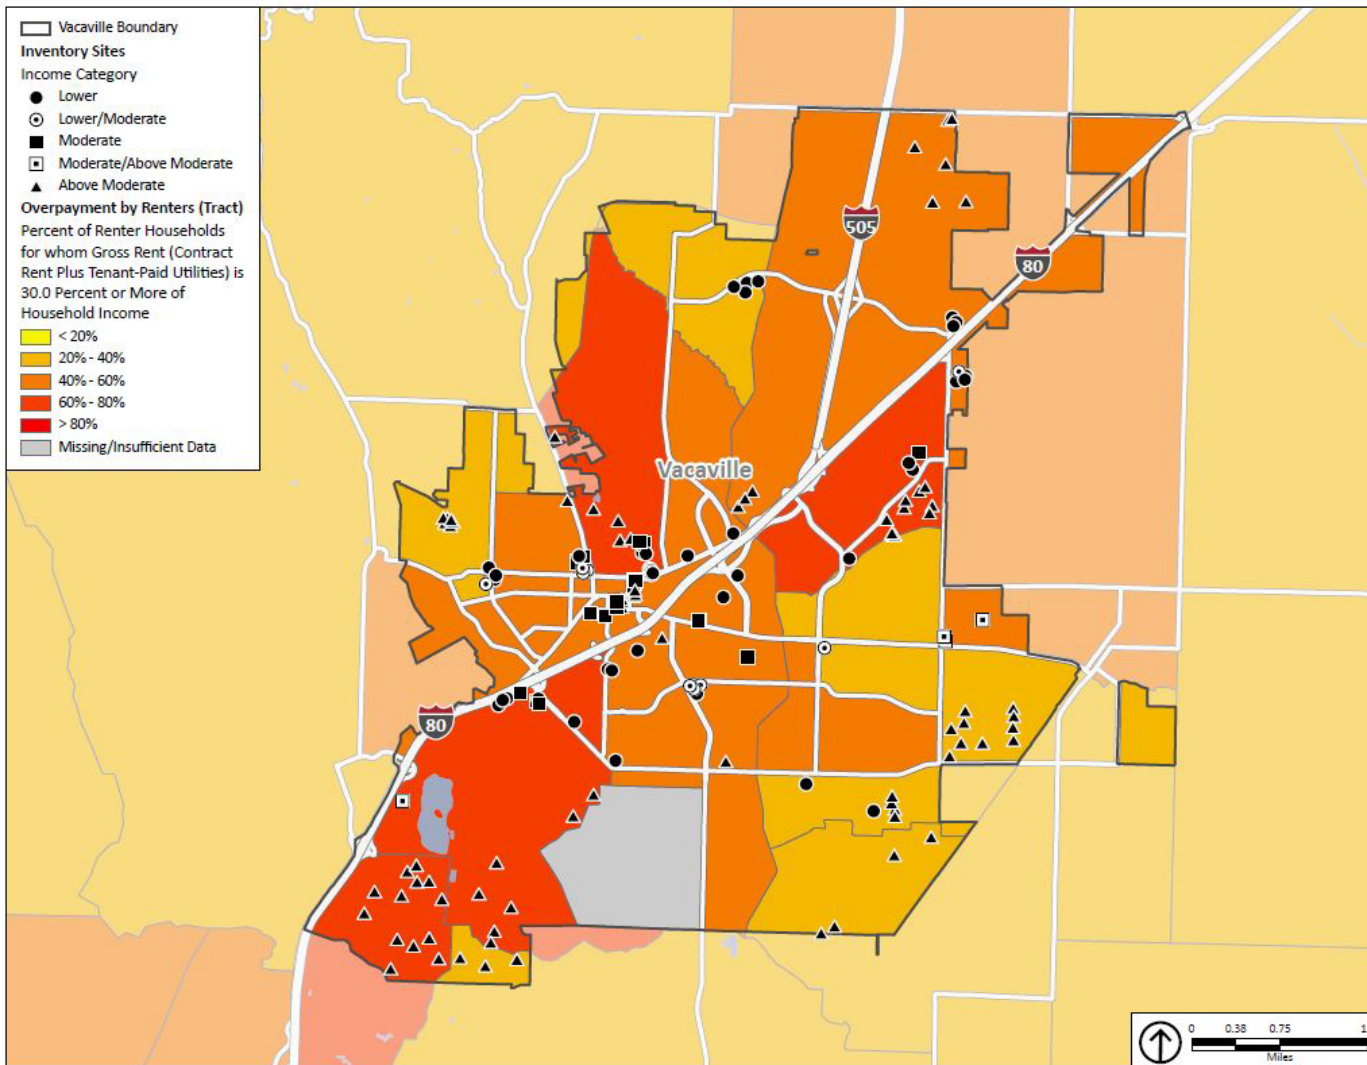 Vacaville Boundary
Inventory Sites
Income Category
Lower
Lower/Moderate
Moderate
Moderate/Above Moderate
Above Moderate
Overpayment by Renters (Tract)
Percent of Renter Households
for whom Gross Rent (Contract
Rent Plus Tenant-Paid Utilities) is
30.0 Percent or More of
Household Income
< 20%
20% - 40%
40% - 60%
60% - 80%
> 80%
Missing/Insufficient Data
505
80
Vacaville
80
0 0.38 0.75 1
Miles